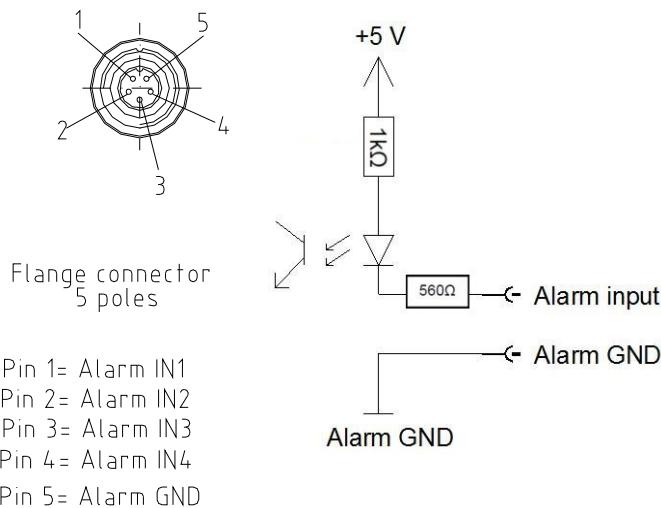 1
5
2
4
3
Flange connector
5 poles
Pin 1= Alarm IN1
Pin 2= Alarm IN2
Pin 3= Alarm IN3
Pin 4= Alarm IN4
Pin 5= Alarm GND
+5 V
1kΩ
560Ω
Alarm input
Alarm GND
Alarm GND